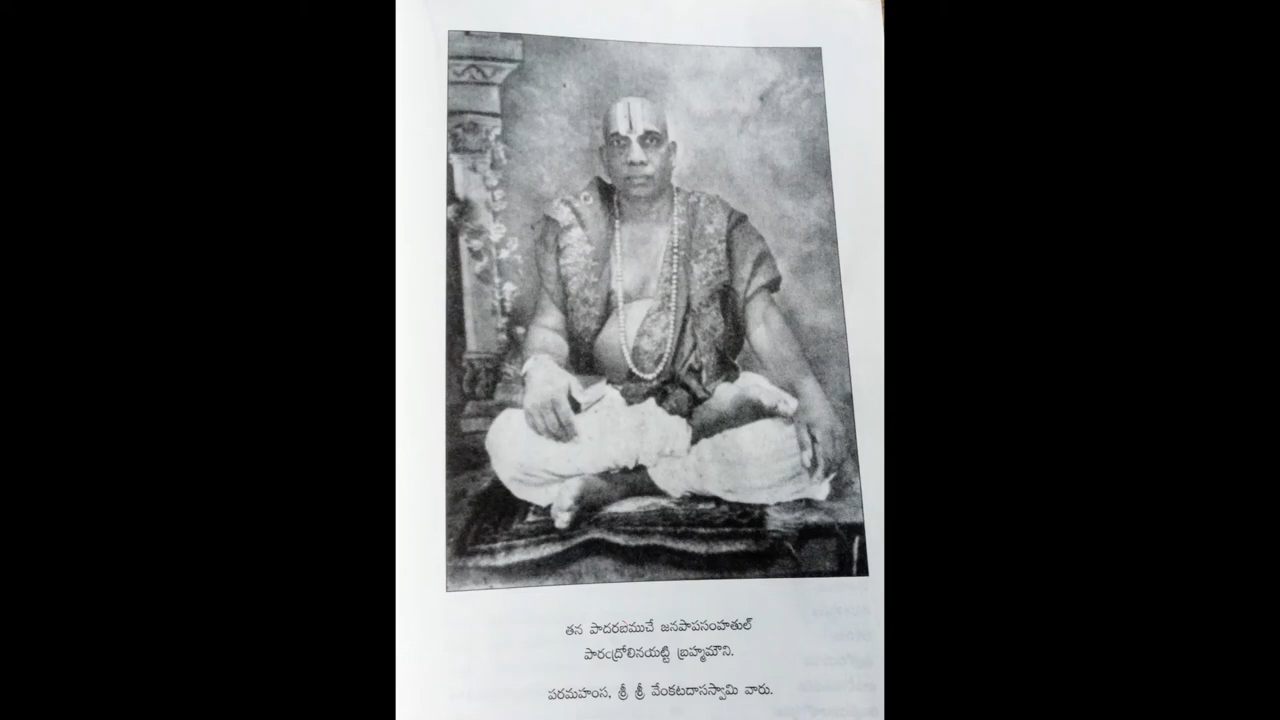 తన పాదరజముచే జనపాపసంహతుల్
పారంద్రోలినయట్టి బ్రహ్మమౌని.
పరమహంస, శ్రీ శ్రీ వేంకటదాసస్వామి వారు.